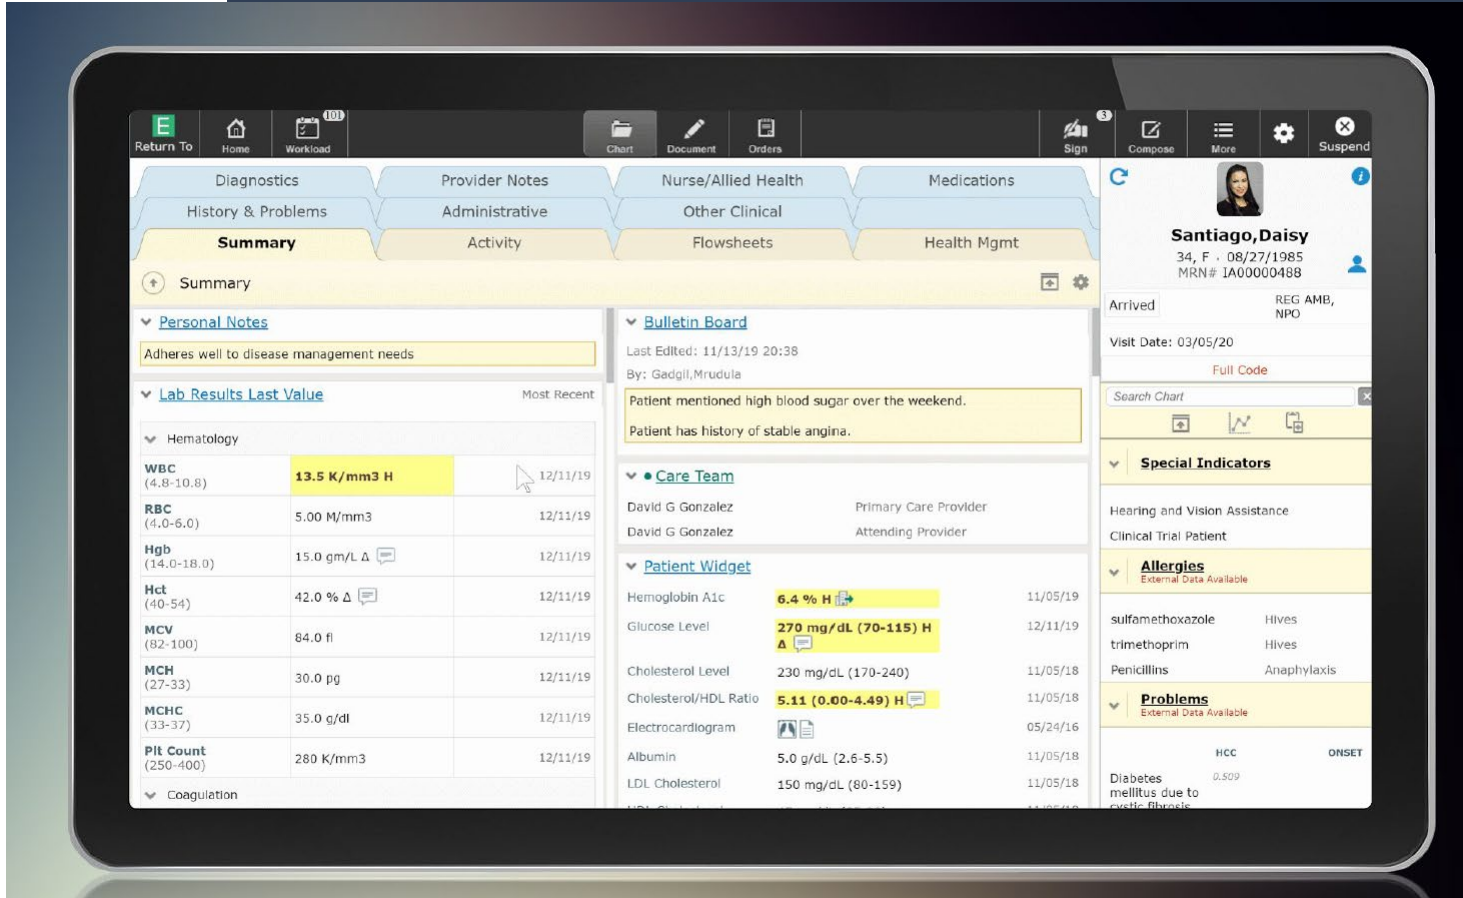 E
Return To
Home
101
Workload
Chart
Document
Orders
Sign
3
Compose
More
Suspend
Diagnostics
Provider Notes
Nurse/Allied Health
Medications
History & Problems
Administrative
Other Clinical
Summary
Activity
Flowsheets
Health Mgmt
Summary
Personal Notes
Adheres well to disease management needs
Lab Results Last Value Most Recent
Hematology
WBC 13.5 K/mm3 H 12/11/19
(4.8-10.8)
RBC 5.00 M/mm3 12/11/19
(4.0-6.0)
Hgb 15.0 gm/L Δ 12/11/19
(14.0-18.0)
Hct 42.0 % Δ 12/11/19
(40-54)
MCV 84.0 fl 12/11/19
(82-100)
MCH 30.0 pg 12/11/19
(27-33)
MCHC 35.0 g/dl 12/11/19
(33-37)
Plt Count 280 K/mm3 12/11/19
(250-400)
Coagulation
Bulletin Board
Last Edited: 11/13/19 20:38
By: Gadgil,Mrudula
Patient mentioned high blood sugar over the weekend.
Patient has history of stable angina.
Care Team
David G Gonzalez Primary Care Provider
David G Gonzalez Attending Provider
Patient Widget
Hemoglobin A1c 6.4 % H 11/05/19
Glucose Level 270 mg/dL (70-115) H 12/11/19
Δ
Cholesterol Level 230 mg/dL (170-240) 11/05/18
Cholesterol/HDL Ratio 5.11 (0.00-4.49) H 11/05/18
Electrocardiogram 05/24/16
Albumin 5.0 g/dL (2.6-5.5) 11/05/18
LDL Cholesterol 150 mg/dL (80-159) 11/05/18
i
Santiago,Daisy
34, F · 08/27/1985
MRN# IA00000488
Arrived
REG AMB,
NPO
Visit Date: 03/05/20
Full Code
Search Chart
Special Indicators
Hearing and Vision Assistance
Clinical Trial Patient
Allergies
External Data Available
sulfamethoxazole Hives
trimethoprim Hives
Penicillins Anaphylaxis
Problems
External Data Available
HCC ONSET
Diabetes 0.509
mellitus due to
cystic fibrosis